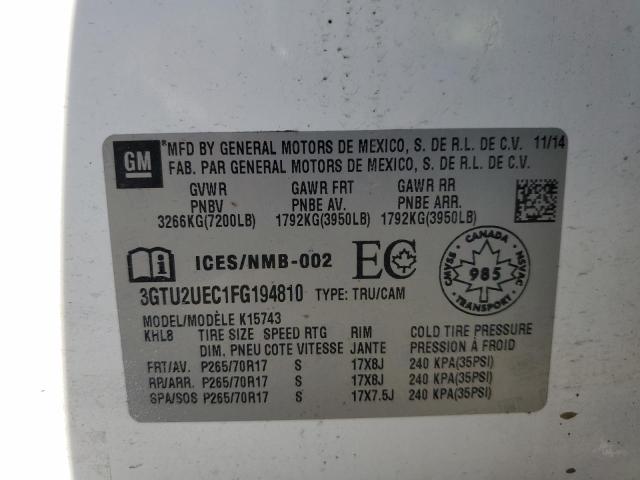 GM
*MFD BY GENERAL MOTORS DE MEXICO, S. DE R.L. DE C.V. 11/14
FAB. PAR GENERAL MOTORS DE MEXICO, S. DE R.L. DE C.V.
GVWR GAWR FRT GAWR RR
PNBV PNBE AV. PNBE ARR.
3266KG(7200LB) 1792KG(3950LB) 1792KG(3950LB)
ICES/NMB-002 EC
CANADA
CMVSS 985 NSVAC
3GTU2UEC1FG194810 TYPE: TRU/CAM
MODEL/MODÈLE K15743
KHL8 TIRE SIZE SPEED RTG RIM COLD TIRE PRESSURE
DIM. PNEU COTE VITESSE JANTE PRESSION À FROID
FRT/AV. P265/70R17 S 17X8J 240 KPA(35PSI)
RP/ARR. P265/70R17 S 17X8J 240 KPA(35PSI)
SPA/SOS P265/70R17 S 17X7.5J 240 KPA(35PSI)